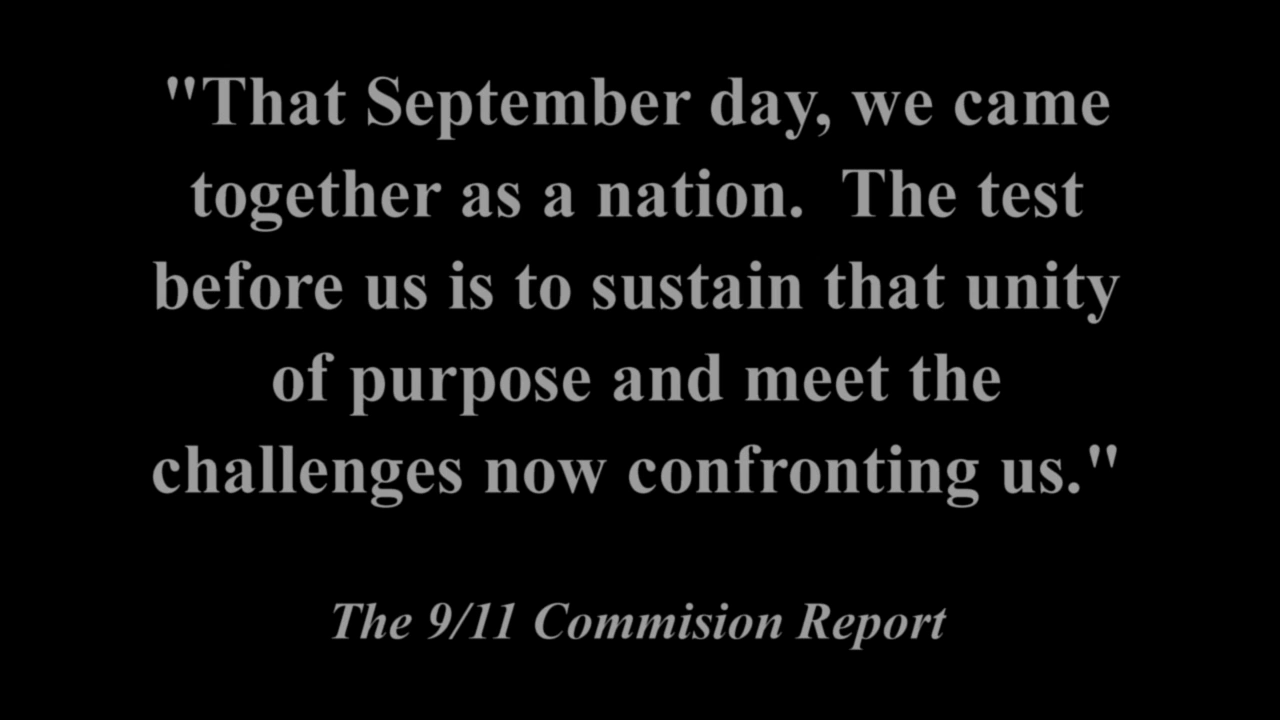 "That September day, we came
together as a nation.  The test
before us is to sustain that unity
of purpose and meet the
challenges now confronting us."
The 9/11 Commision Report